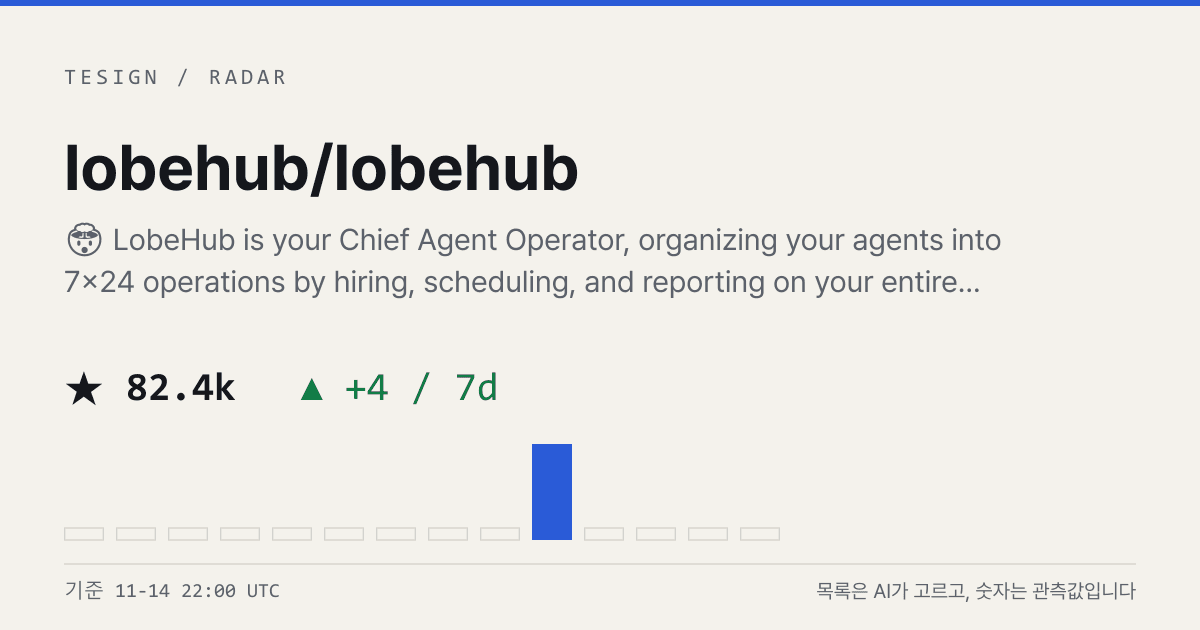 TESIGN / RADAR
lobehub/lobehub
🤯 LobeHub is your Chief Agent Operator, organizing your agents into
7×24 operations by hiring, scheduling, and reporting on your entire…
★ 82.4k ▲ +4 / 7d
기준 11-14 22:00 UTC
목록은 AI가 고르고, 숫자는 관측값입니다